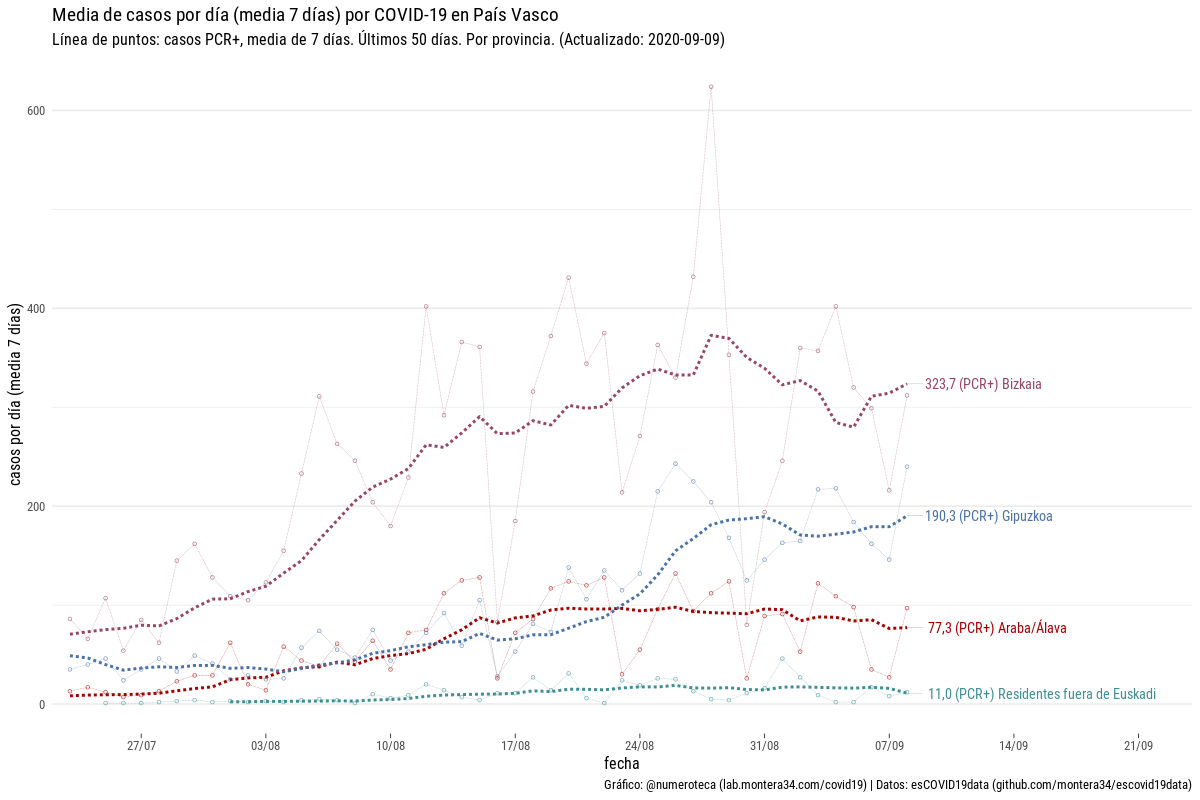 Media de casos por día (media 7 días) por COVID-19 en País Vasco
Línea de puntos: casos PCR+, media de 7 días. Últimos 50 días. Por provincia. (Actualizado: 2020-09-09)
casos por día (media 7 días)
600
400
200
0
323,7 (PCR+) Bizkaia
190,3 (PCR+) Gipuzkoa
77,3 (PCR+) Araba/Álava
11,0 (PCR+) Residentes fuera de Euskadi
27/07
03/08
10/08
17/08
24/08
31/08
07/09
14/09
21/09
fecha
Gráfico: @numeroteca (lab.montera34.com/covid19) | Datos: esCOVID19data (github.com/montera34/escovid19data)